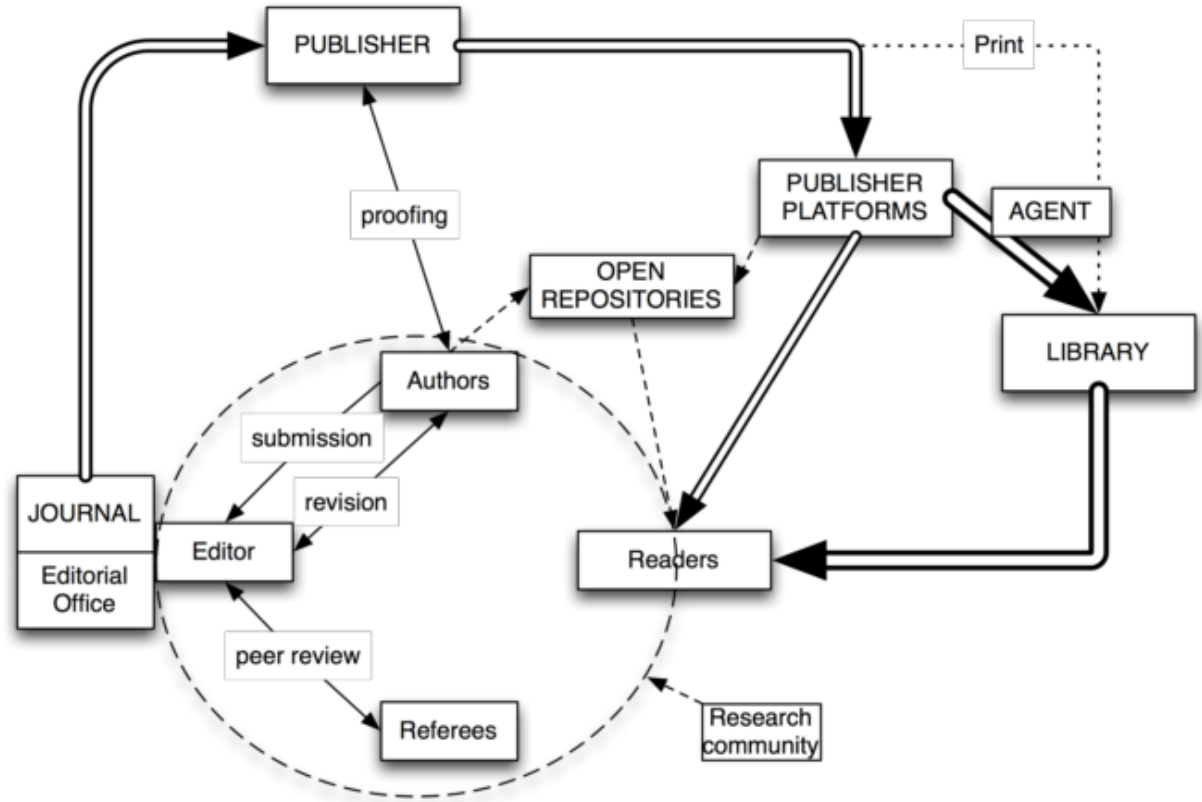 PUBLISHER
Print
PUBLISHER
PLATFORMS
AGENT
proofing
OPEN
REPOSITORIES
LIBRARY
Authors
submission
revision
JOURNAL
Editor
Readers
Editorial
Office
peer review
Referees
Research
community